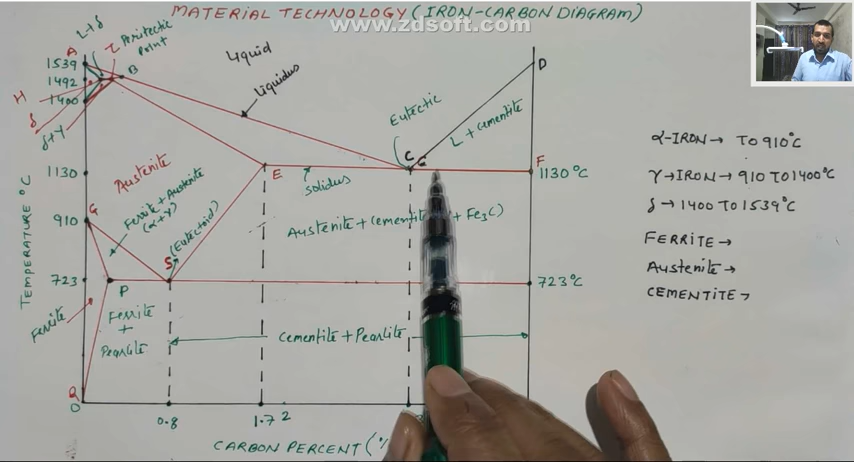 MATERIAL TECHNOLOGY (IRON-CARBON DIAGRAM)
www.zdsoft.com
L+δ
Peritectic
Point
A
1539
1492
1400
H
B
δ
δ+γ
Liquid
Liquidus
Eutectic
D
L + Cementite
C
E
F
Solidus
1130
1130°C
Austenite
Ferrite + Austenite
(α+γ)
(Eutectoid)
910
G
S
P
723
723°C
Austenite + Cementite
+ Fe3C)
Ferrite
Ferrite
+
Pearlite
Cementite + Pearlite
TEMPERATURE °C
Q
0
0.8
1.7
2
CARBON PERCENT (%
α-IRON → TO 910°C
γ→IRON → 910 TO 1400°C
δ → 1400 TO 1539°C
FERRITE →
Austenite →
CEMENTITE →